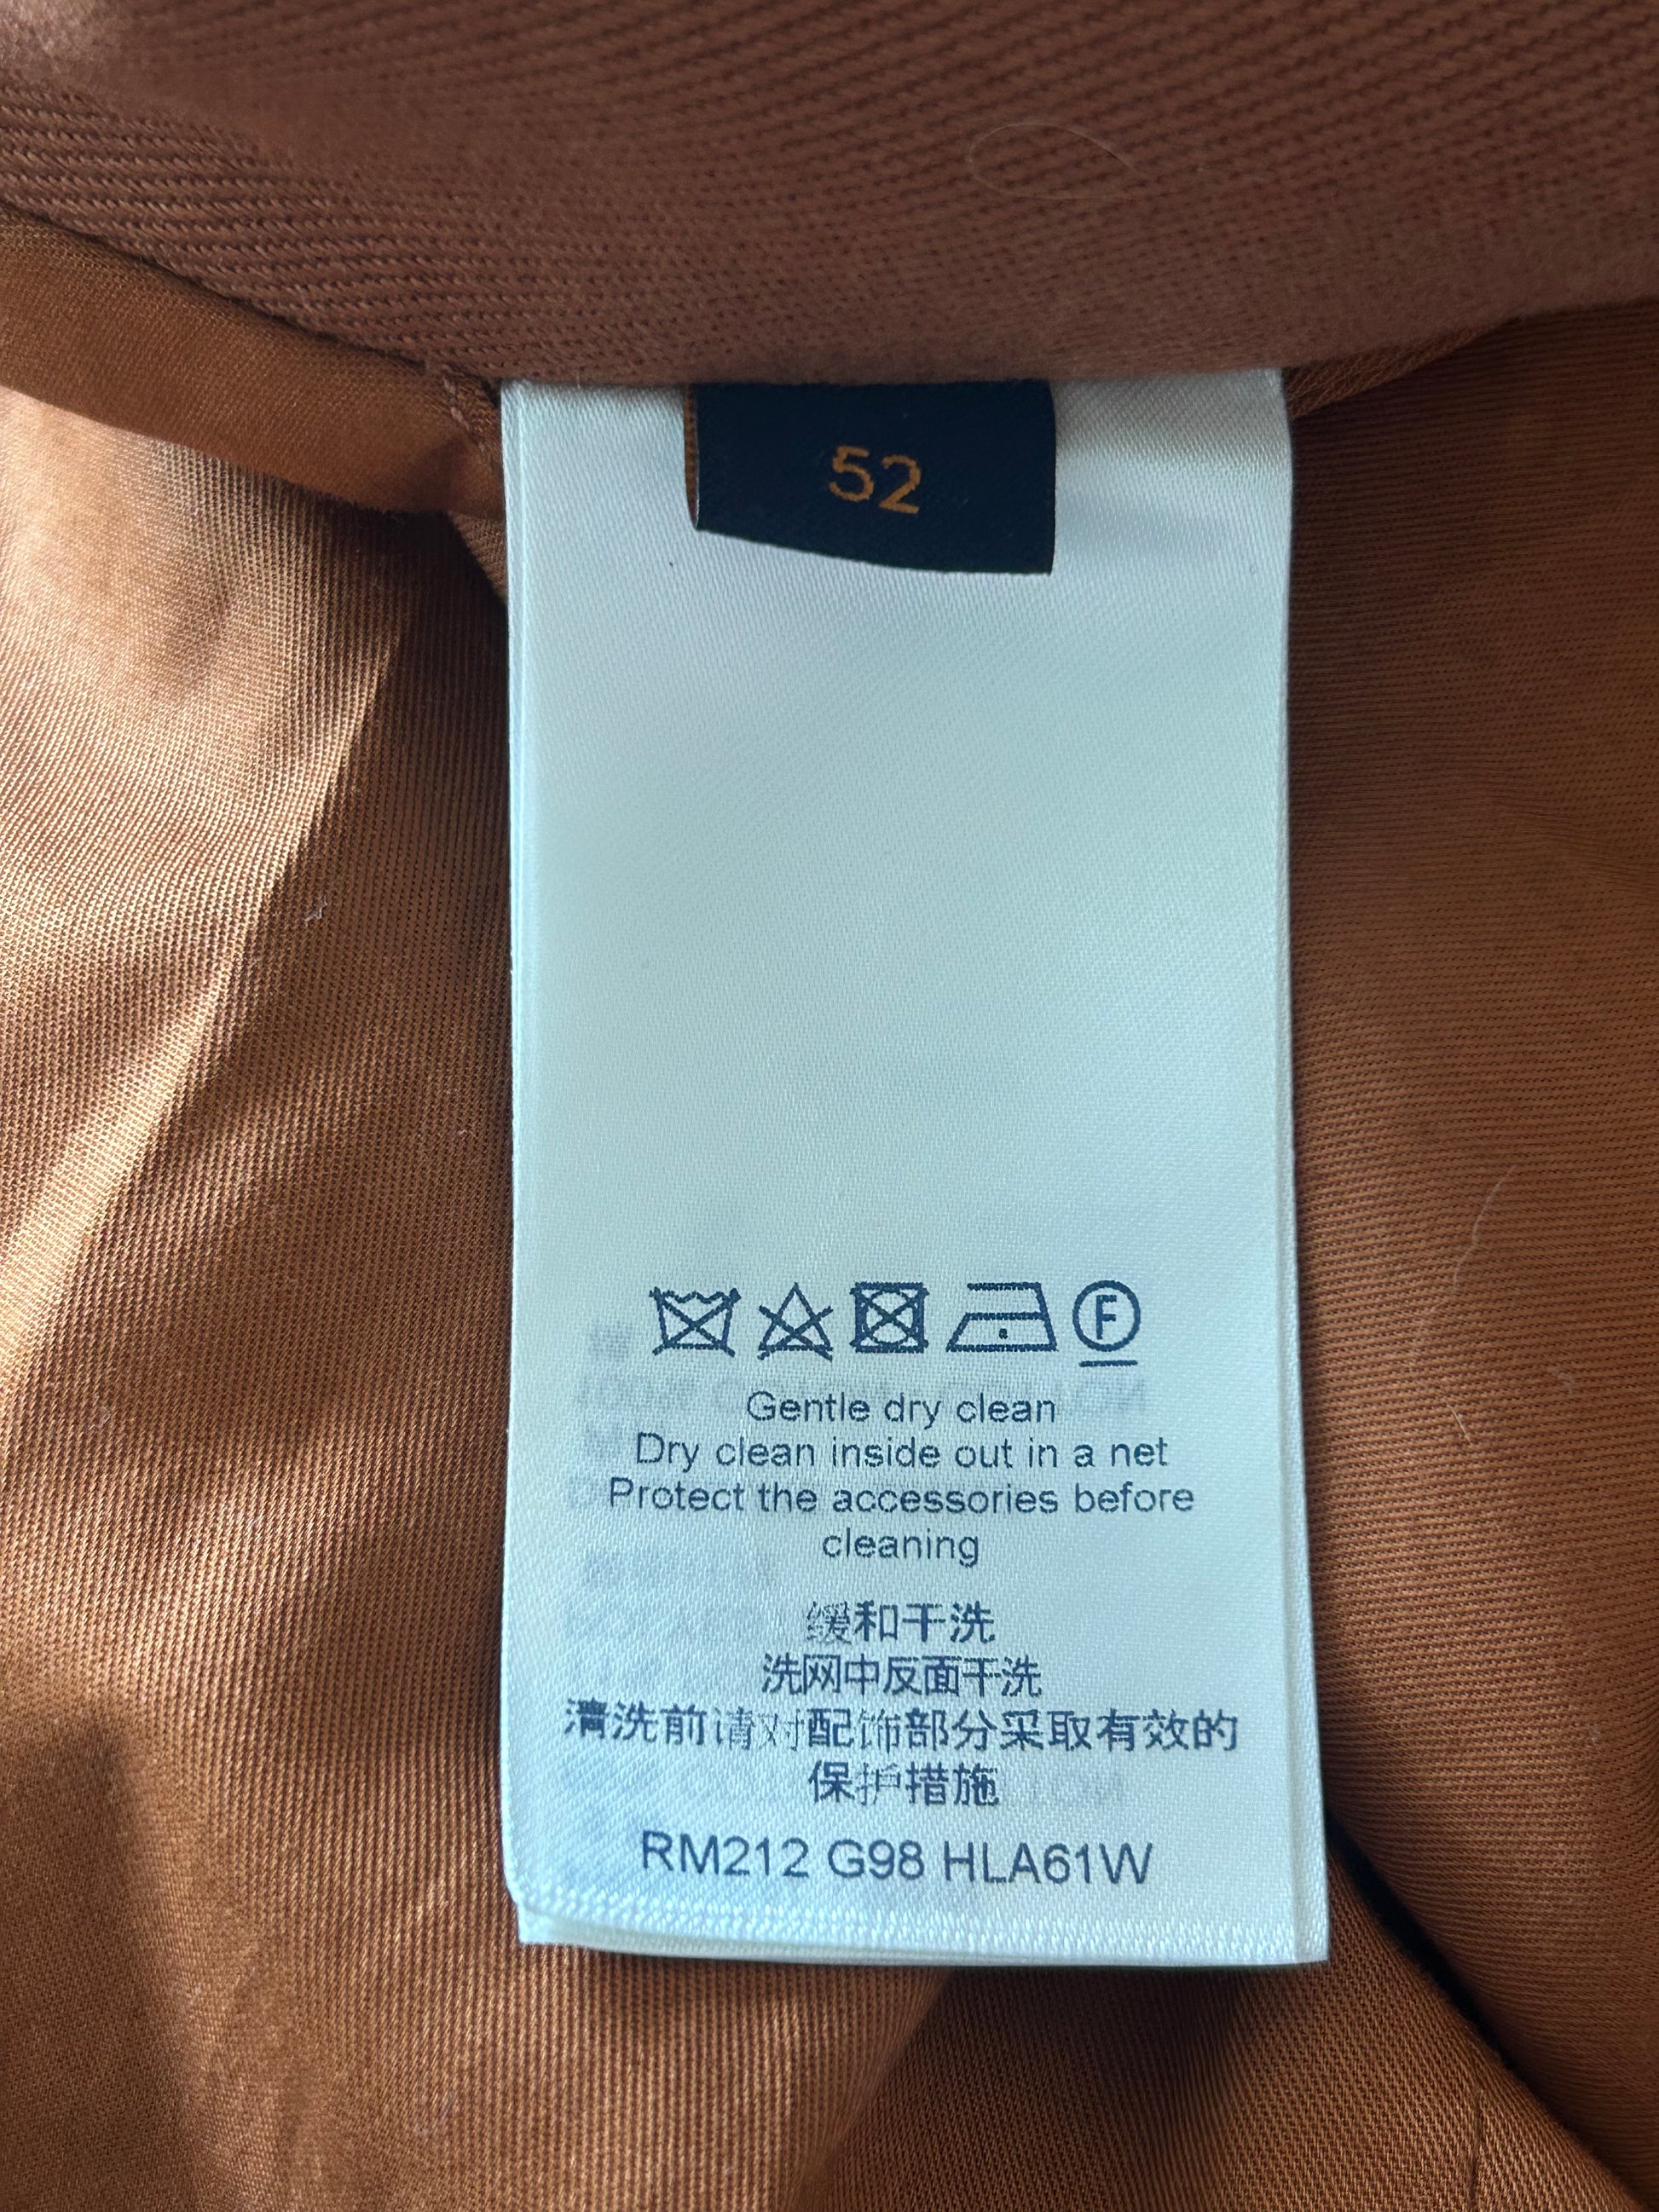 52
F
Gentle dry clean
Dry clean inside out in a net
Protect the accessories before
cleaning
缓和干洗
洗网中反面干洗
清洗前请对配饰部分采取有效的
保护措施
RM212 G98 HLA61W